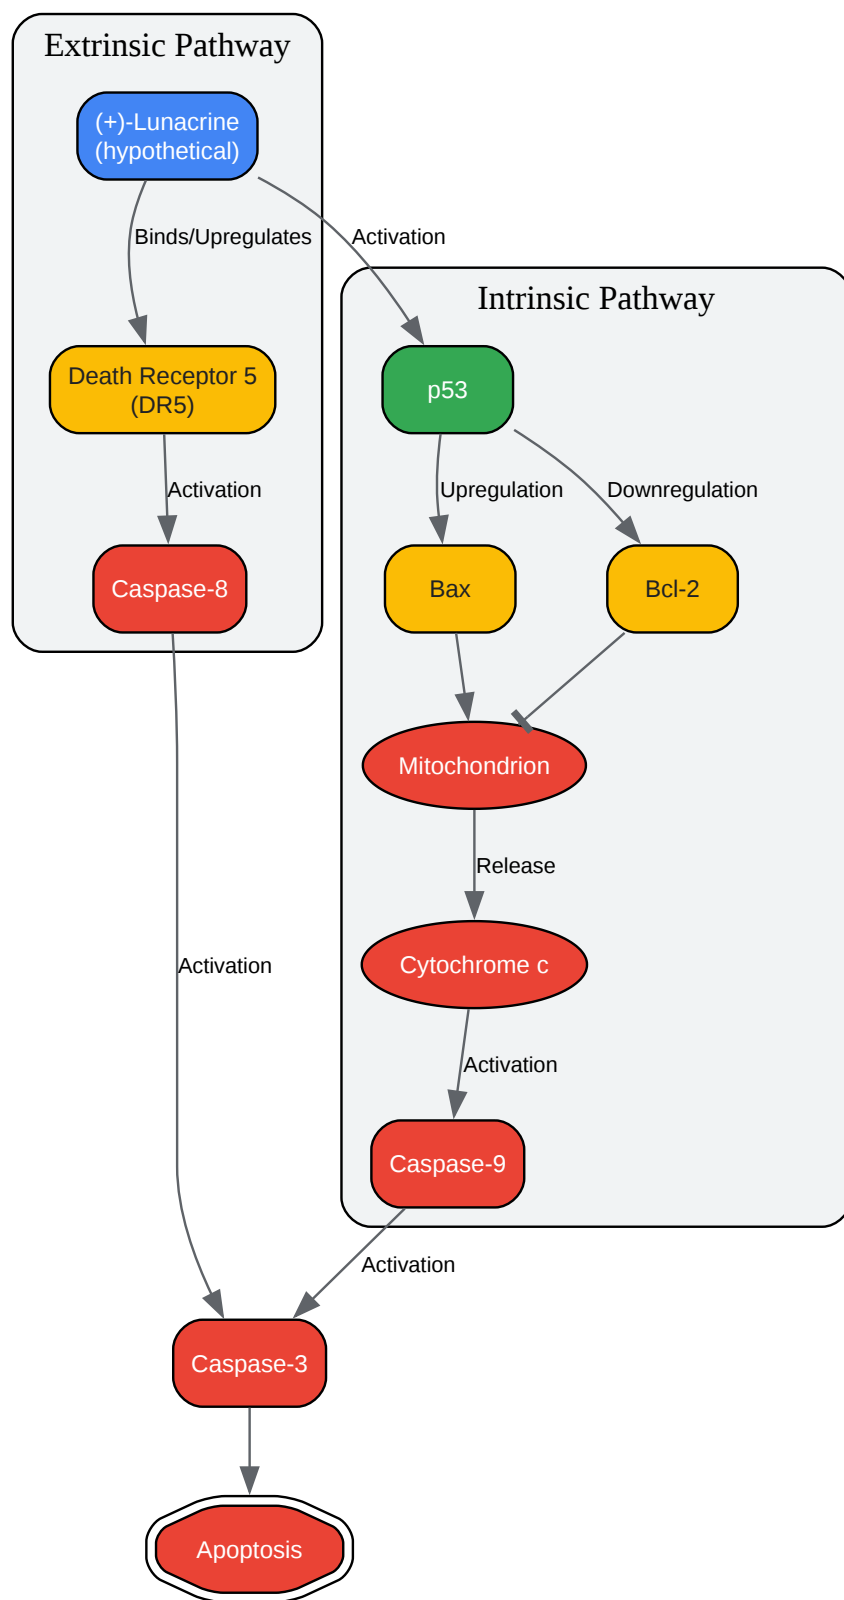 Extrinsic Pathway
(+)-Lunacrine
(hypothetical)
Binds/Upregulates
Activation
Intrinsic Pathway
Death Receptor 5
(DR5)
p53
Activation
Upregulation
Downregulation
Caspase-8
Bax
Bcl-2
Mitochondrion
Release
Activation
Cytochrome c
Activation
Caspase-9
Activation
Caspase-3
Apoptosis